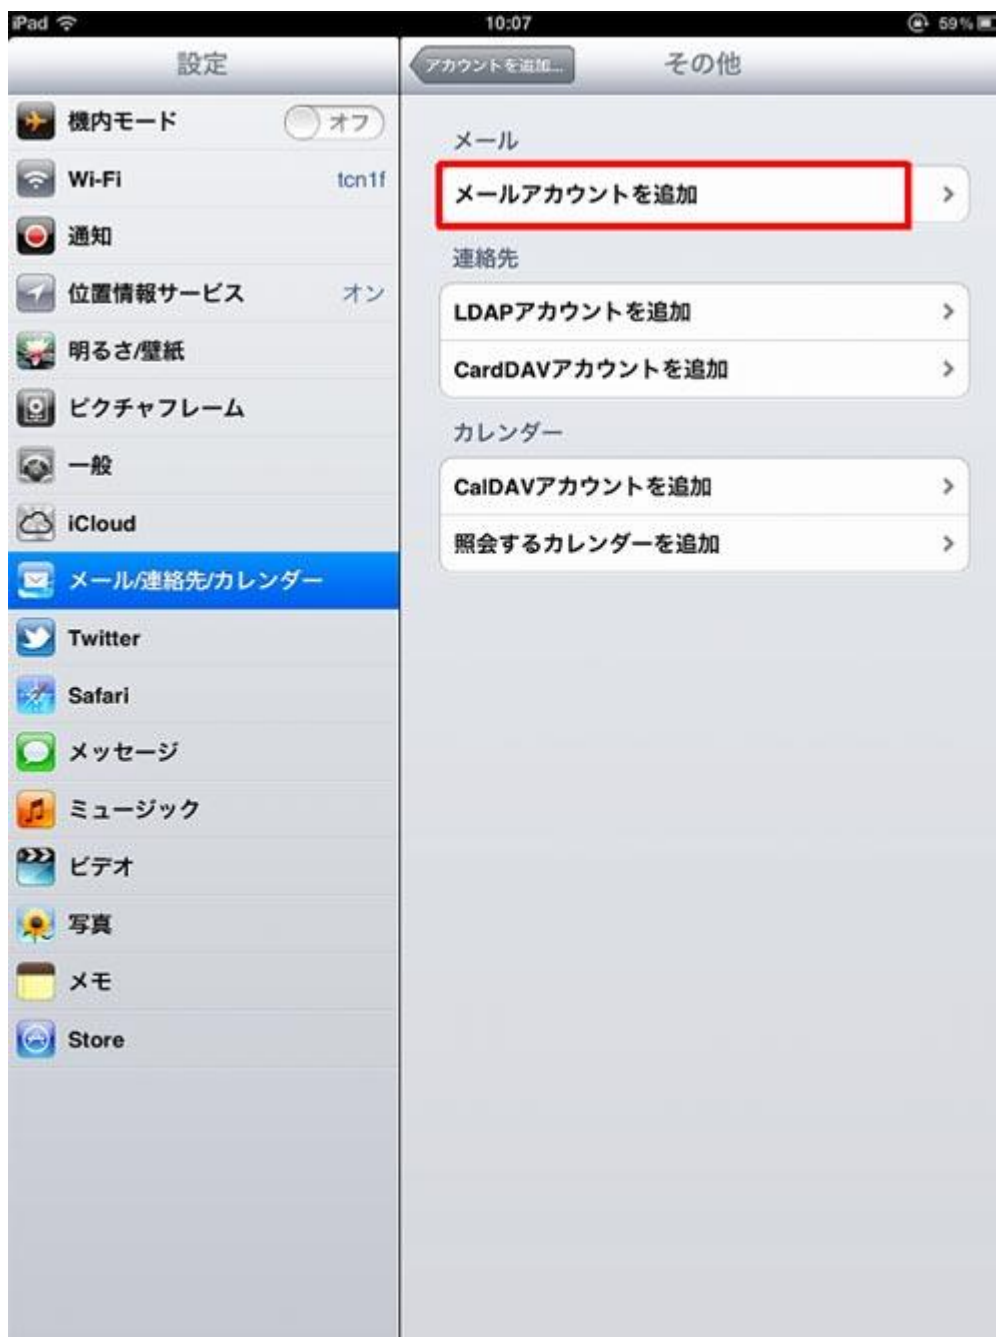 iPad
10:07
59%
設定
機内モード
オフ
Wi-Fi
tcn1f
通知
位置情報サービス
オン
明るさ/壁紙
ピクチャフレーム
一般
iCloud
メール/連絡先/カレンダー
Twitter
Safari
メッセージ
ミュージック
ビデオ
写真
メモ
Store
アカウントを追加...
その他
メール
メールアカウントを追加
連絡先
LDAPアカウントを追加
CardDAVアカウントを追加
カレンダー
CalDAVアカウントを追加
照会するカレンダーを追加